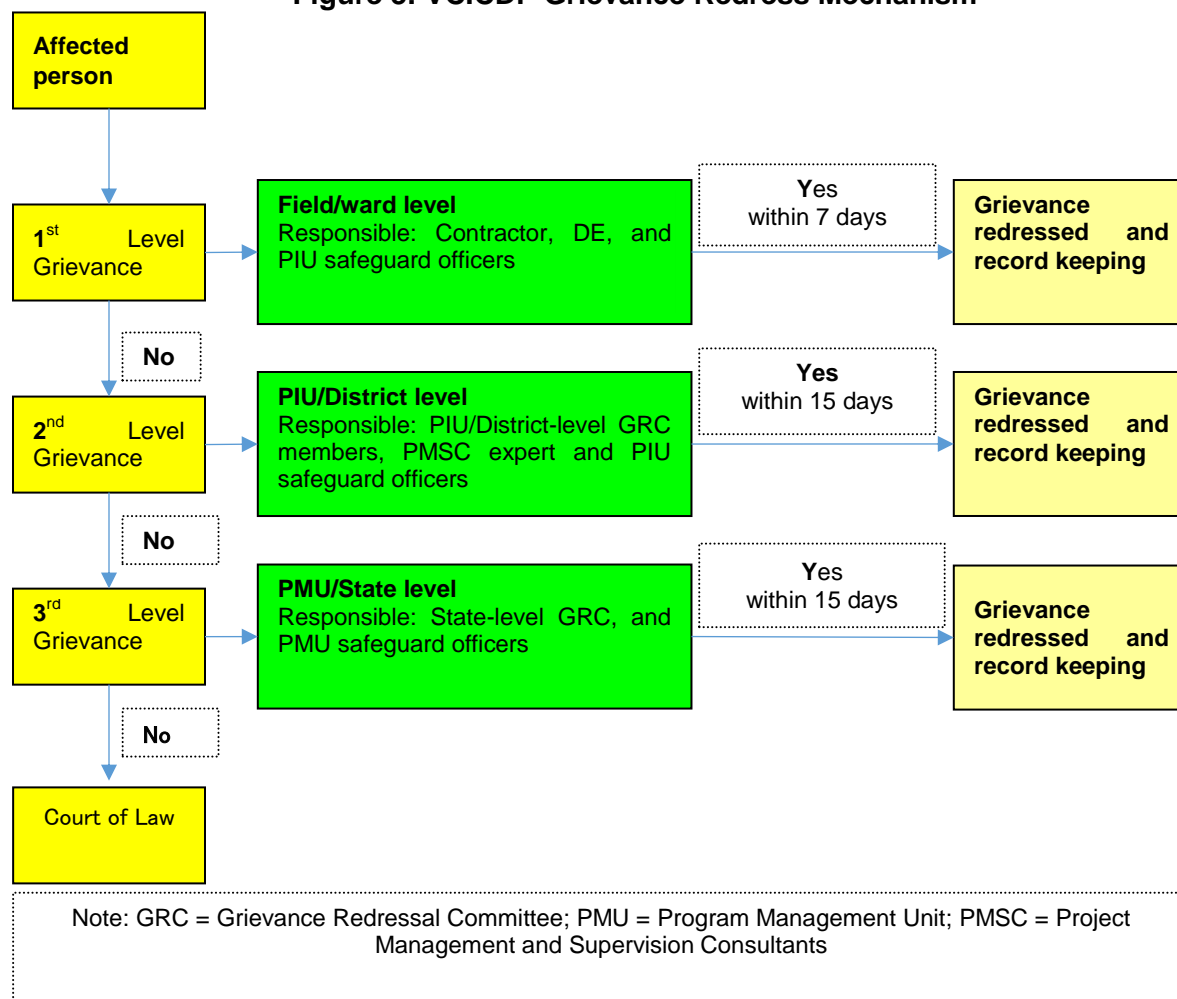 Figure Grievance Redress Mechanism
Affected
person
1st Level
Grievance
Field/ward level
Responsible: Contractor, DE, and
PIU safeguard officers
Yes
within 7 days
Grievance
redressed and
record keeping
No
2nd Level
Grievance
PIU/District level
Responsible: PIU/District-level GRC
members, PMSC expert and PIU
safeguard officers
Yes
within 15 days
Grievance
redressed and
record keeping
No
3rd Level
Grievance
PMU/State level
Responsible: State-level GRC, and
PMU safeguard officers
Yes
within 15 days
Grievance
redressed and
record keeping
No
Court of Law
Note: GRC = Grievance Redressal Committee; PMU = Program Management Unit; PMSC = Project
Management and Supervision Consultants